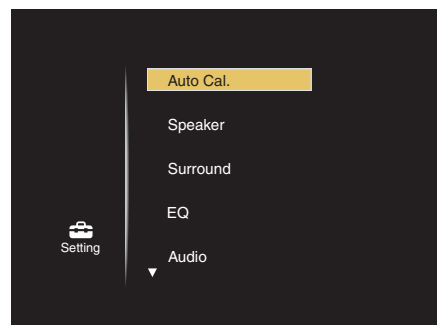 Auto Cal.
Speaker
Surround
EQ
Setting
Audio